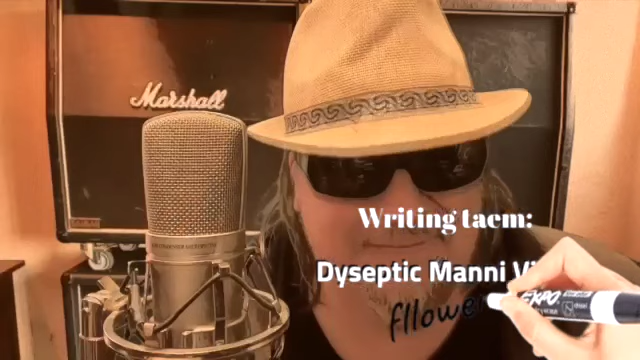 Marshall
Writing taem:
Dyseptic Manni Vi
fllowe
EXPO